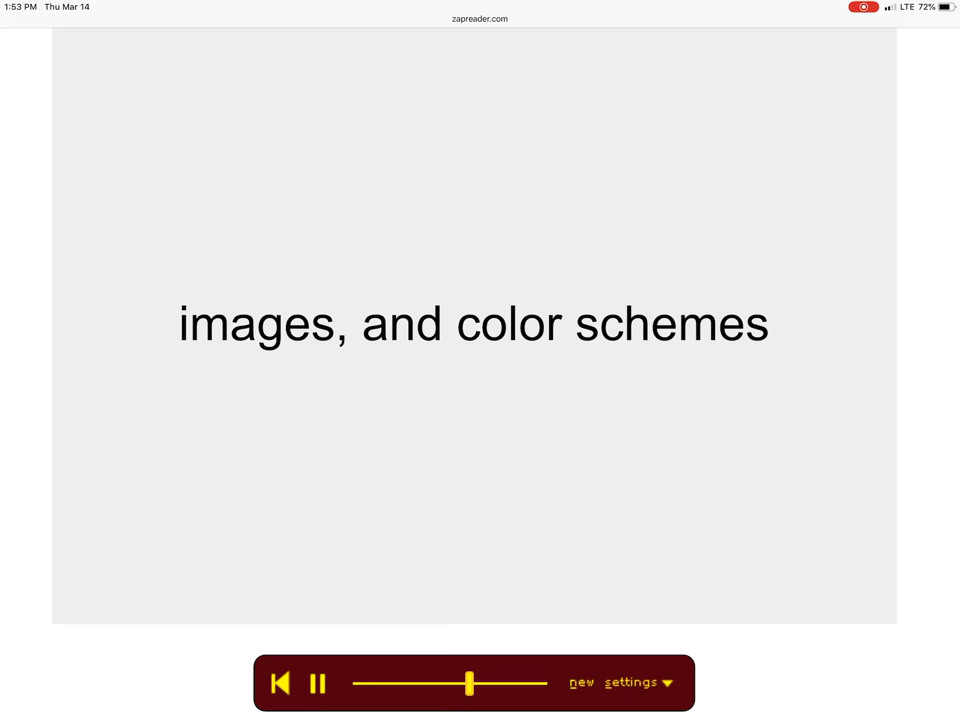 1:53 PM Thu Mar 14
LTE 72%
zapreader.com
images, and color schemes
new settings